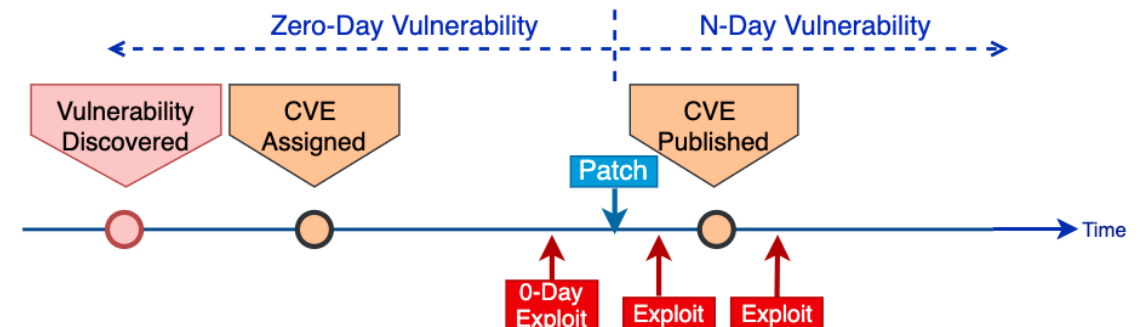 Zero-Day Vulnerability
N-Day Vulnerability
Vulnerability
Discovered
CVE
Assigned
CVE
Published
Patch
Time
0-Day
Exploit
Exploit
Exploit